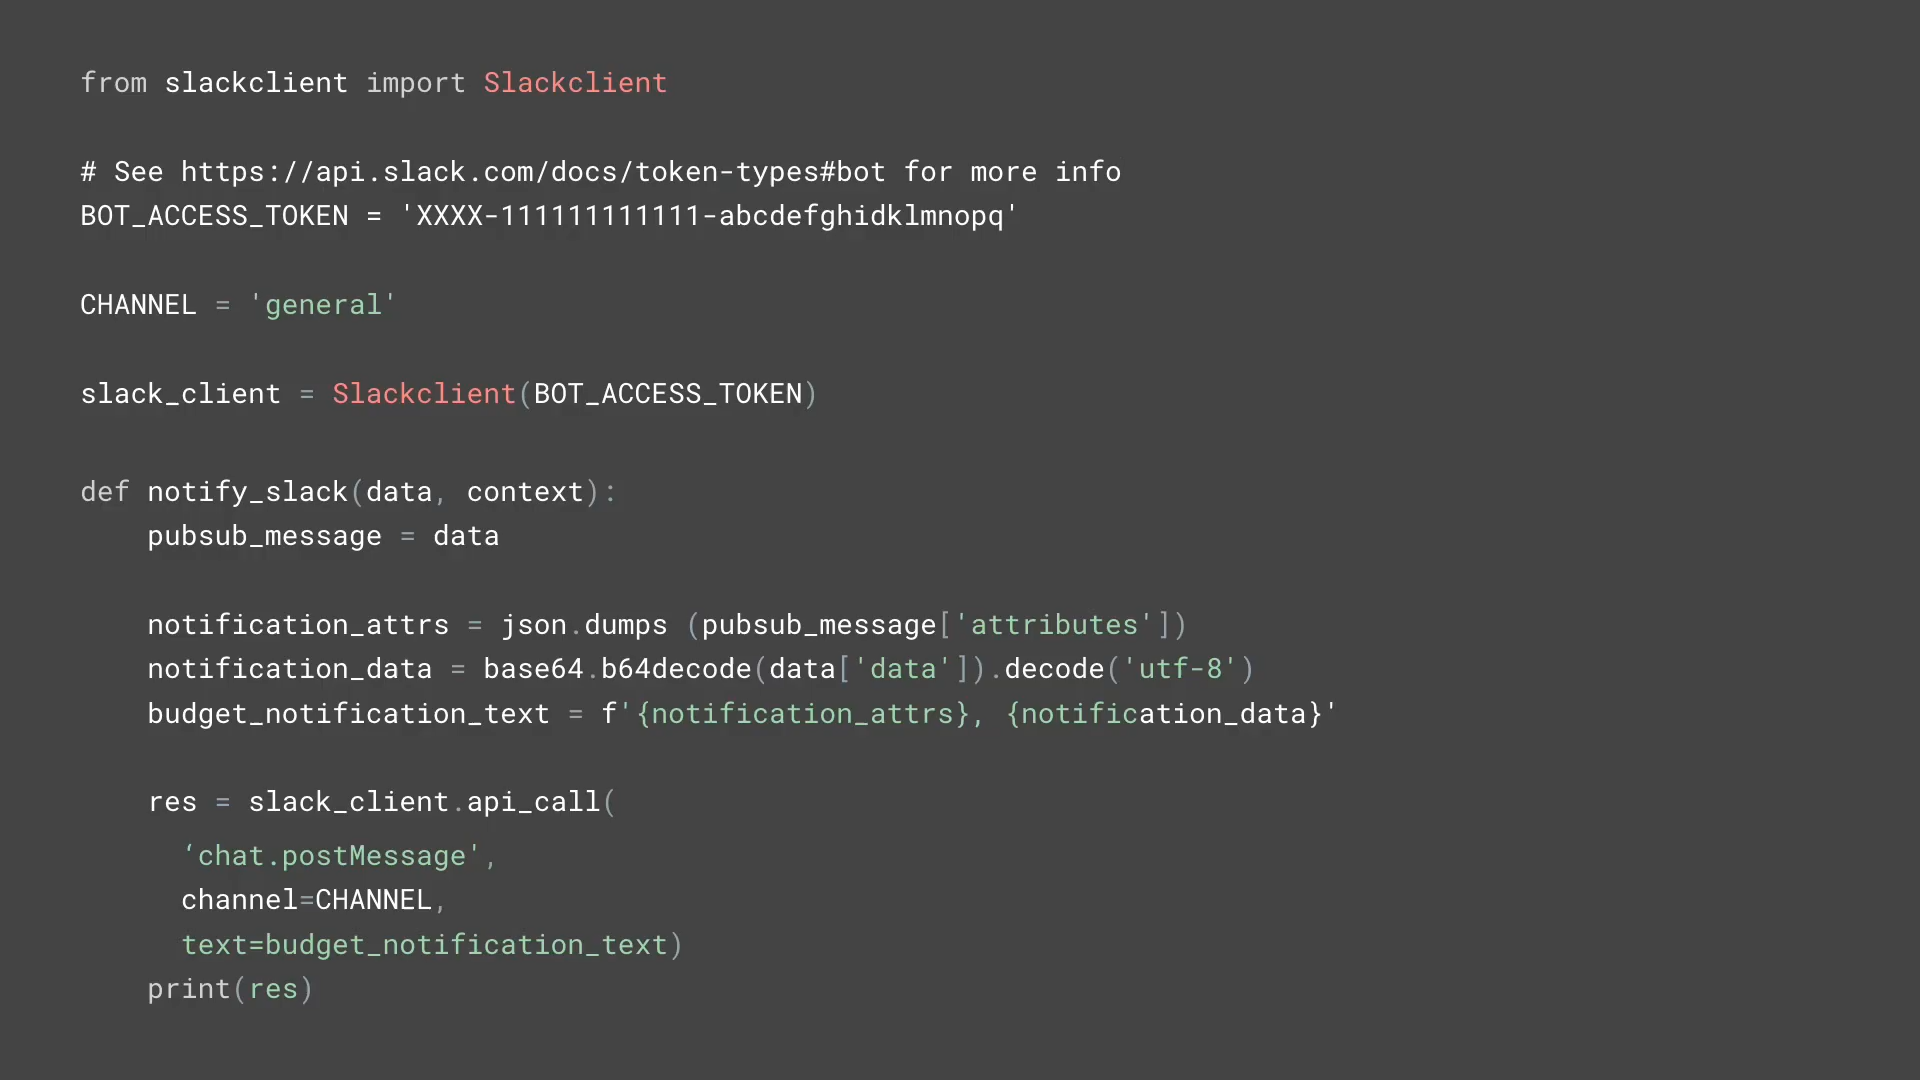 from slackclient import Slackclient
# See https://api.slack.com/docs/token-types#bot for more info
BOT_ACCESS_TOKEN = 'XXXX-111111111111-abcdefghidklmnopq'
CHANNEL = 'general'
slack_client = Slackclient(BOT_ACCESS_TOKEN)
def notify_slack(data, context):
    pubsub_message = data
    notification_attrs = json.dumps (pubsub_message['attributes'])
    notification_data = base64.b64decode(data['data']).decode('utf-8')
    budget_notification_text = f'{notification_attrs}, {notification_data}'
    res = slack_client.api_call(
      ‘chat.postMessage',
      channel=CHANNEL,
      text=budget_notification_text)
    print(res)